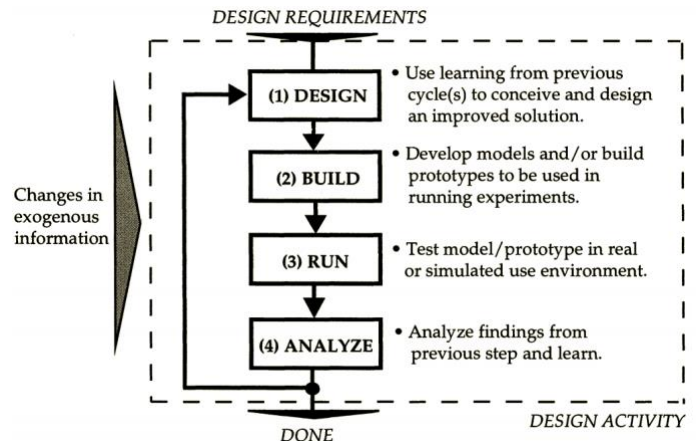 DESIGN REQUIREMENTS
(1) DESIGN
• Use learning from previous
cycle(s) to conceive and design
an improved solution.
(2) BUILD
• Develop models and/or build
prototypes to be used in
running experiments.
Changes in
exogenous
information
(3) RUN
• Test model/prototype in real
or simulated use environment.
(4) ANALYZE
• Analyze findings from
previous step and learn.
DESIGN ACTIVITY
DONE